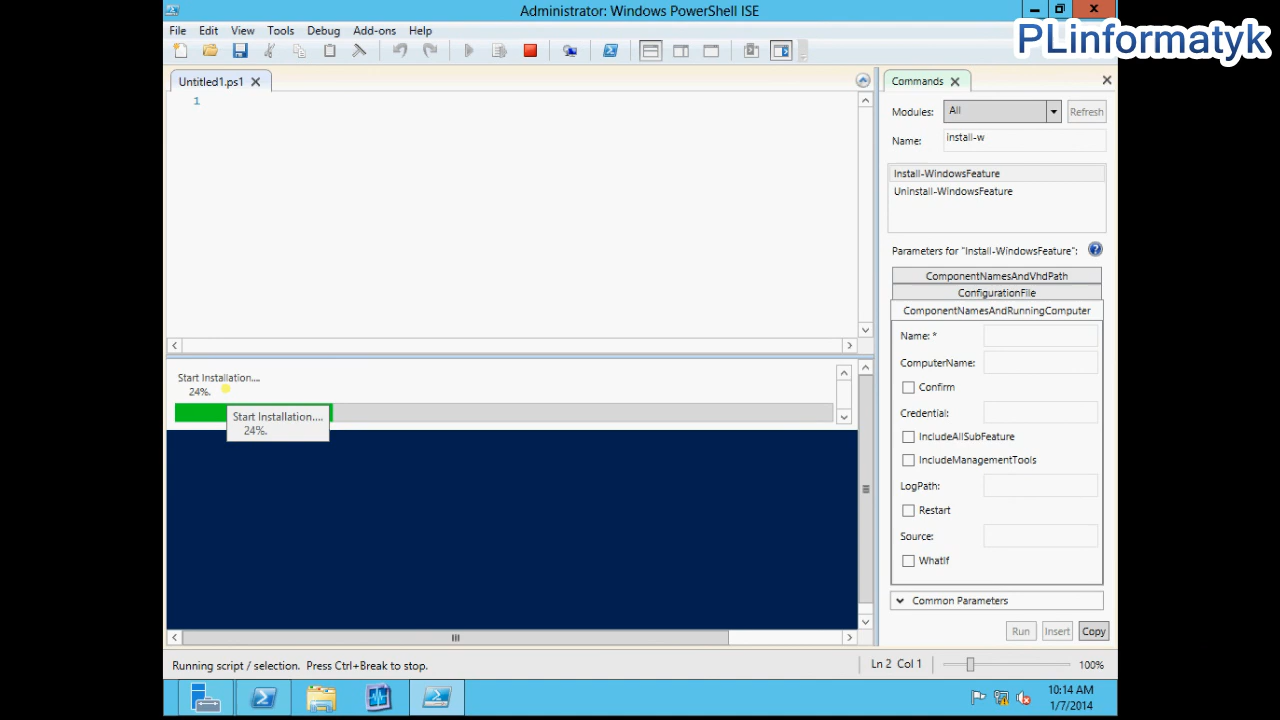 Administrator: Windows PowerShell ISE
PLinformatyk
File Edit View Tools Debug Add-ons Help
Untitled1.ps1
1
Commands
Modules: All Refresh
Name: install-w
Install-WindowsFeature
Uninstall-WindowsFeature
Parameters for "Install-WindowsFeature":
ComponentNamesAndVhdPath
ConfigurationFile
ComponentNamesAndRunningComputer
Name: *
ComputerName:
Confirm
Credential:
IncludeAllSubFeature
IncludeManagementTools
LogPath:
Restart
Source:
WhatIf
Common Parameters
Run Insert Copy
Start Installation....
24%.
Start Installation....
24%.
Running script / selection. Press Ctrl+Break to stop.
Ln 2 Col 1
100%
10:14 AM
1/7/2014